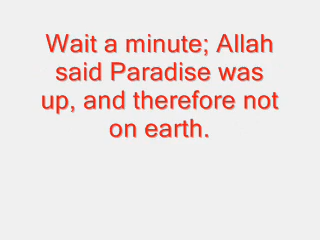 Wait a minute; Allah
said Paradise was
up, and therefore not
on earth.